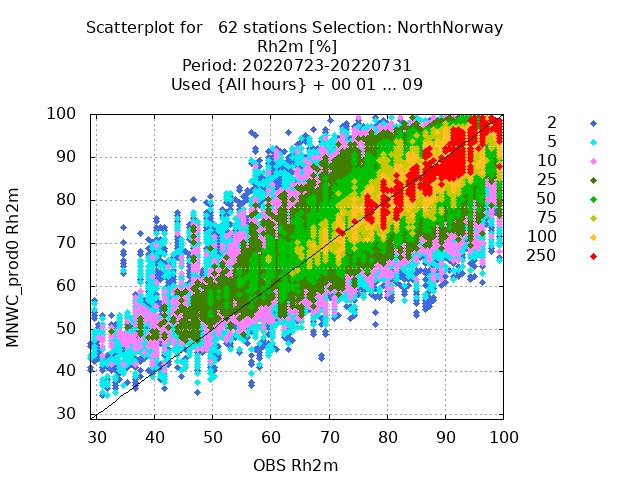 Scatterplot for   62 stations Selection: NorthNorway
Rh2m [%]
Period: 20220723-20220731
Used {All hours} + 00 01 ... 09
100
90
80
70
60
50
40
30
30 40 50 60 70 80 90 100
MNWC_prod0 Rh2m
OBS Rh2m
2
5
10
25
50
75
100
250